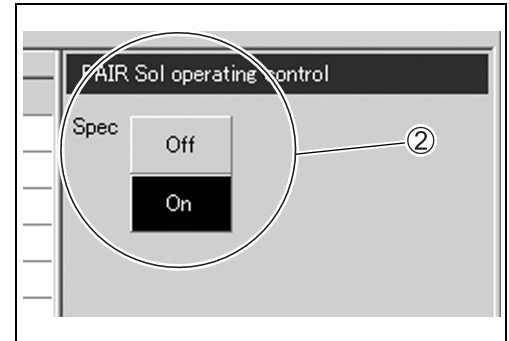 PAIR Sol operating control
Spec
Off
On
②